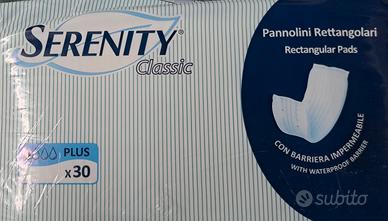 SERENITY®
Classic
Pannolini Rettangolari
Rectangular Pads
PLUS
x30
CON BARRIERA IMPERMEABILE
WITH WATERPROOF BARRIER
subito